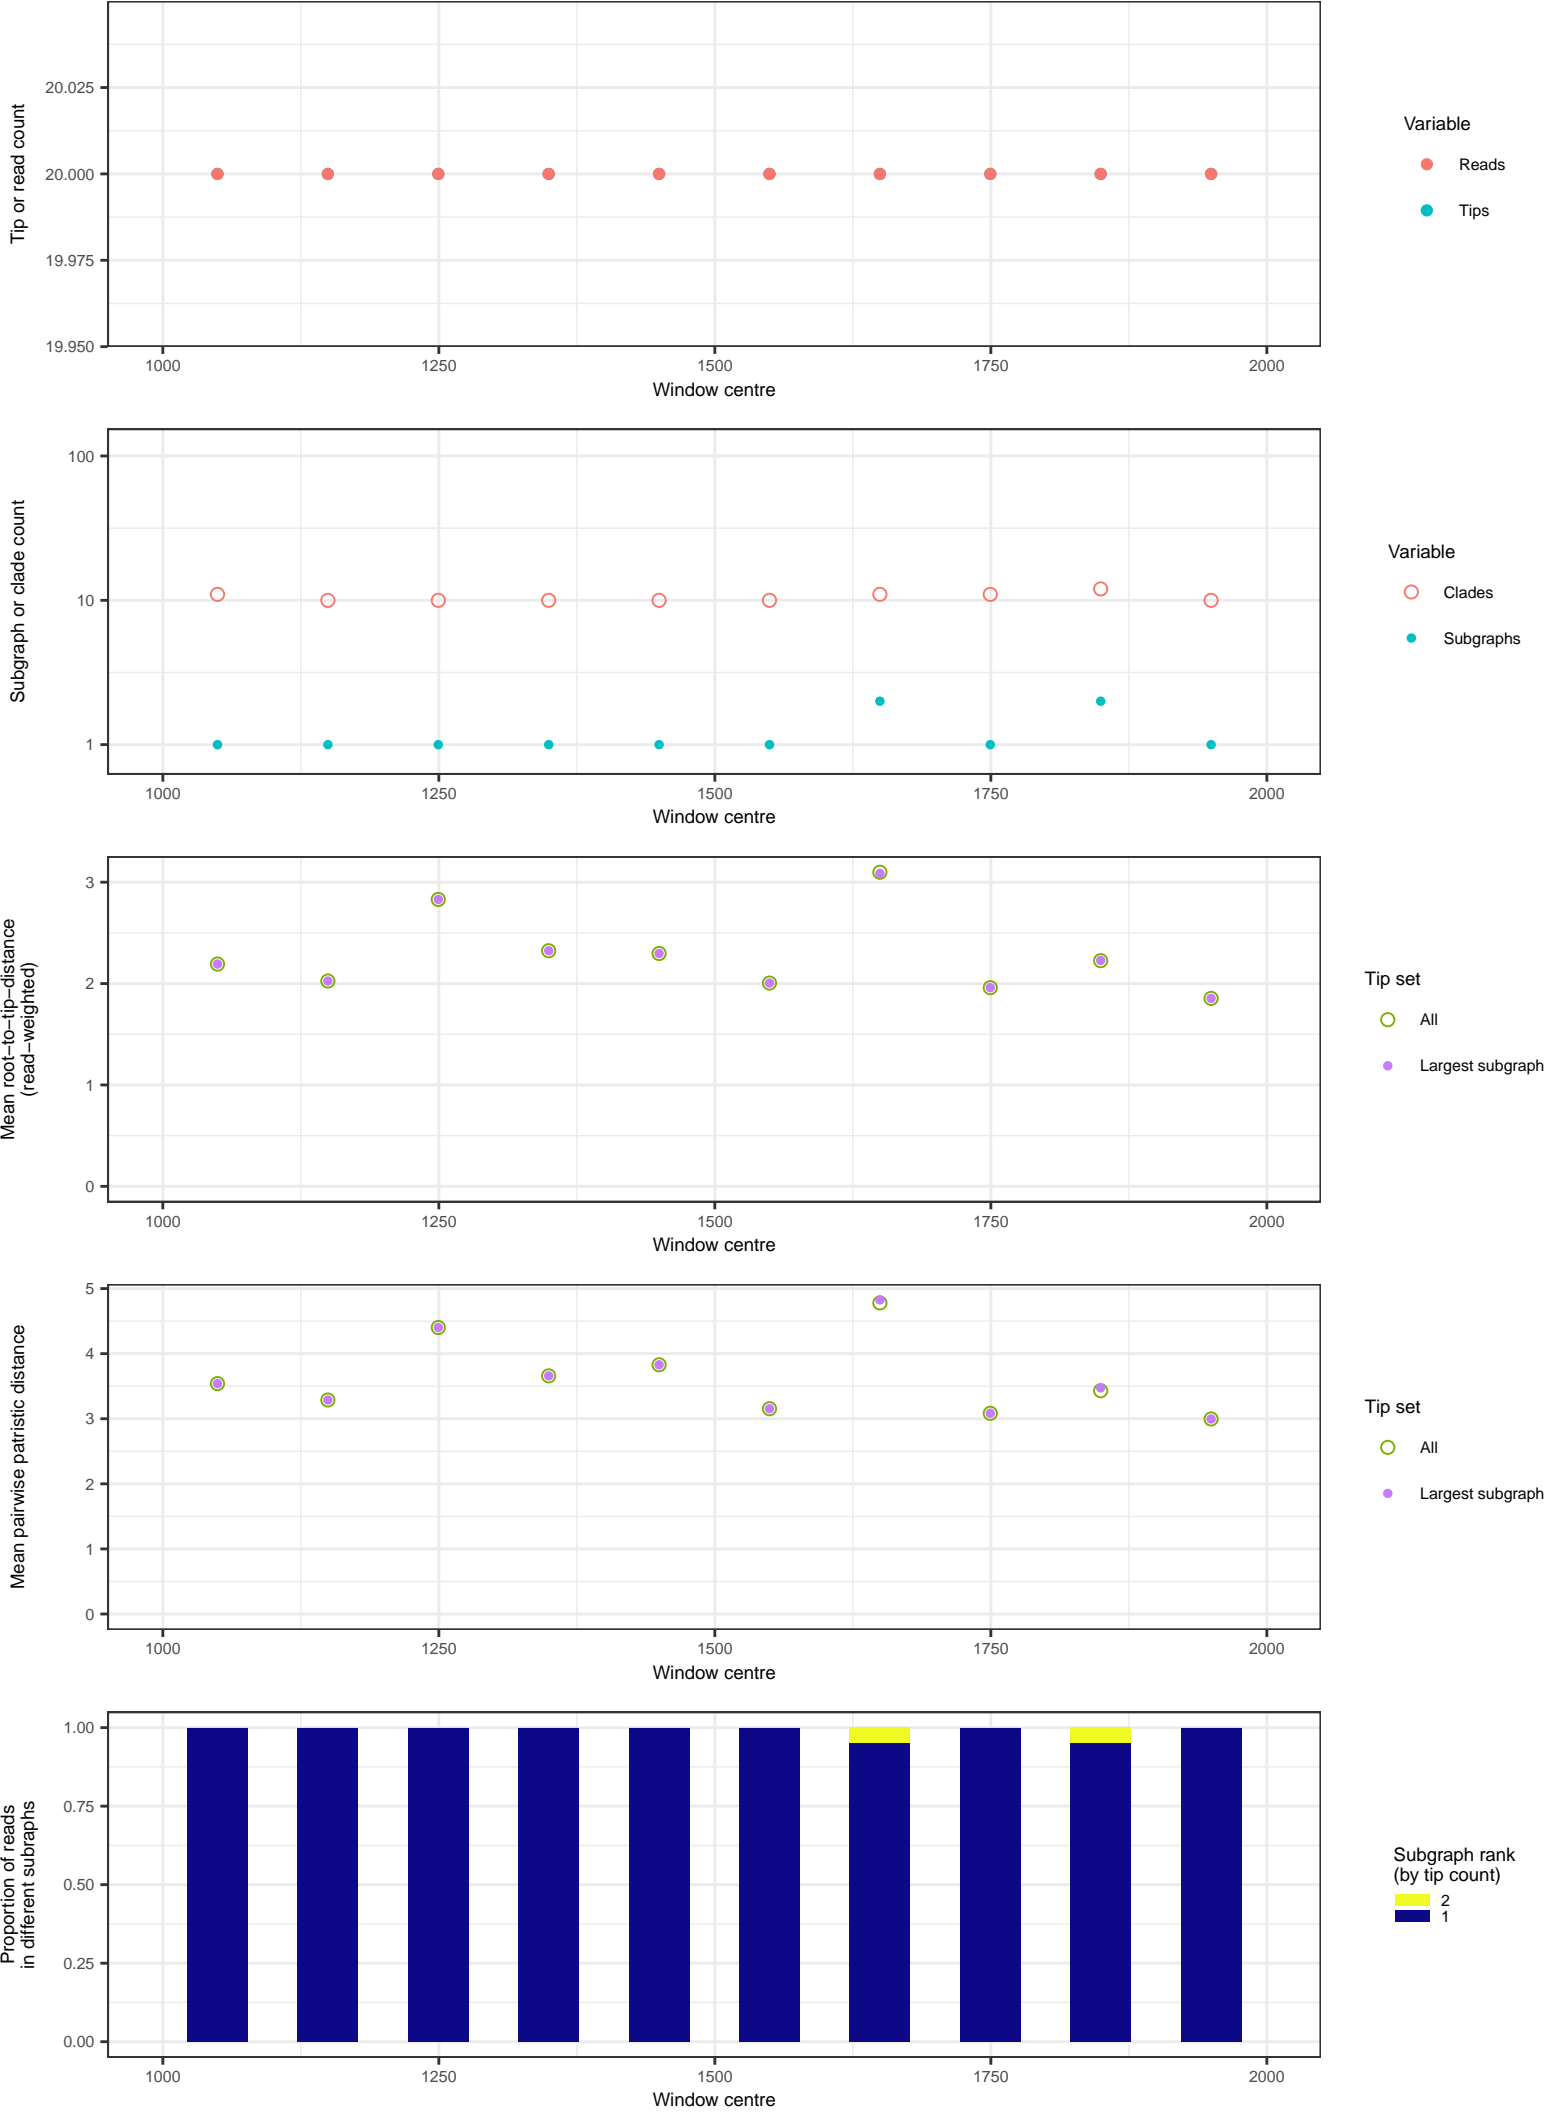 Tip or read count
20.025
20.000
19.975
19.950
1000 1250 1500 1750 2000
Window centre
Variable
Reads
Tips
Subgraph or clade count
100
10
1
1000 1250 1500 1750 2000
Window centre
Variable
Clades
Subgraphs
Mean root−to−tip−distance
(read−weighted)
3
2
1
0
1000 1250 1500 1750 2000
Window centre
Tip set
All
Largest subgraph
Mean pairwise patristic distance
5
4
3
2
1
0
1000 1250 1500 1750 2000
Window centre
Tip set
All
Largest subgraph
Proportion of reads
in different subraphs
1.00
0.75
0.50
0.25
0.00
1000 1250 1500 1750 2000
Window centre
Subgraph rank
(by tip count)
2
1